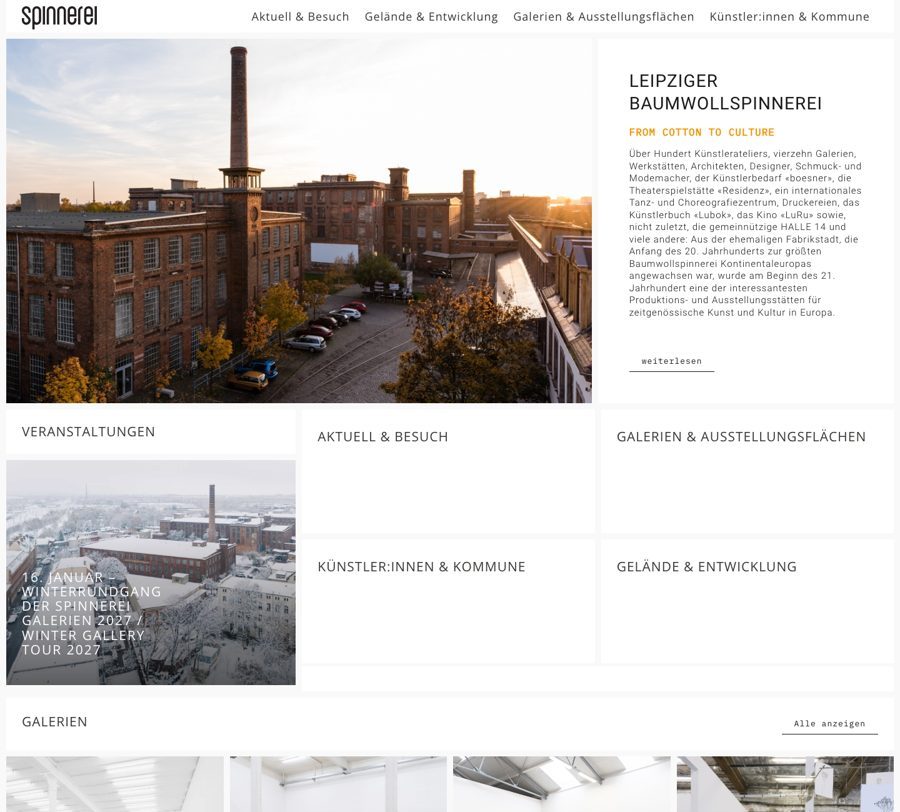 spinnerei
Aktuell & Besuch
Gelände & Entwicklung
Galerien & Ausstellungsflächen
Künstler:innen & Kommune
LEIPZIGER
BAUMWOLLSPINNEREI
FROM COTTON TO CULTURE
Über Hundert Künstlerateliers, vierzehn Galerien,
Werkstätten, Architekten, Designer, Schmuck- und
Modemacher, der Künstlerbedarf «boesner», die
Theaterspielstätte «Residenz», ein internationales
Tanz- und Choreografiezentrum, Druckereien, das
Künstlerbuch «Lubok», das Kino «LuRu» sowie,
nicht zuletzt, die gemeinnützige HALLE 14 und
viele andere: Aus der ehemaligen Fabrikstadt, die
Anfang des 20. Jahrhunderts zur größten
Baumwollspinnerei Kontinentaleuropas
angewachsen war, wurde am Beginn des 21.
Jahrhundert eine der interessantesten
Produktions- und Ausstellungsstätten für
zeitgenössische Kunst und Kultur in Europa.
weiterlesen
VERANSTALTUNGEN
16. JANUAR –
WINTERRUNDGANG
DER SPINNEREI
GALERIEN 2027 /
WINTER GALLERY
TOUR 2027
AKTUELL & BESUCH
GALERIEN & AUSSTELLUNGSFLÄCHEN
KÜNSTLER:INNEN & KOMMUNE
GELÄNDE & ENTWICKLUNG
GALERIEN
Alle anzeigen